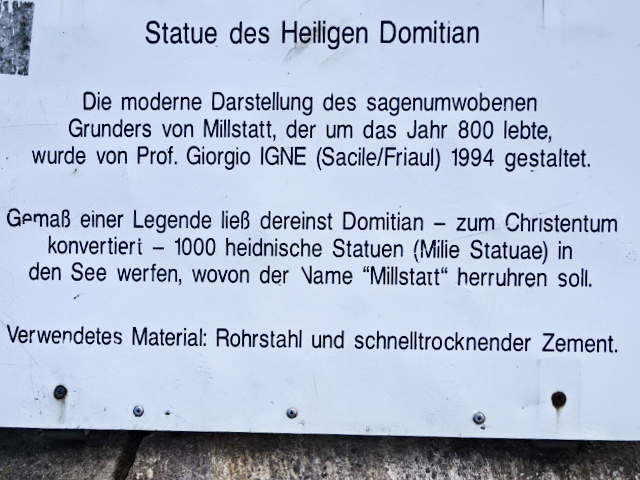 Statue des Heiligen Domitian
Die moderne Darstellung des sagenumwobenen
Grunders von Millstatt, der um das Jahr 800 lebte,
wurde von Prof. Giorgio IGNE (Sacile/Friaul) 1994 gestaltet.
Gemaß einer Legende ließ dereinst Domitian – zum Christentum
konvertiert – 1000 heidnische Statuen (Milie Statuae) in
den See werfen, wovon der Name “Millstatt“ herruhren soll.
Verwendetes Material: Rohrstahl und schnelltrocknender Zement.